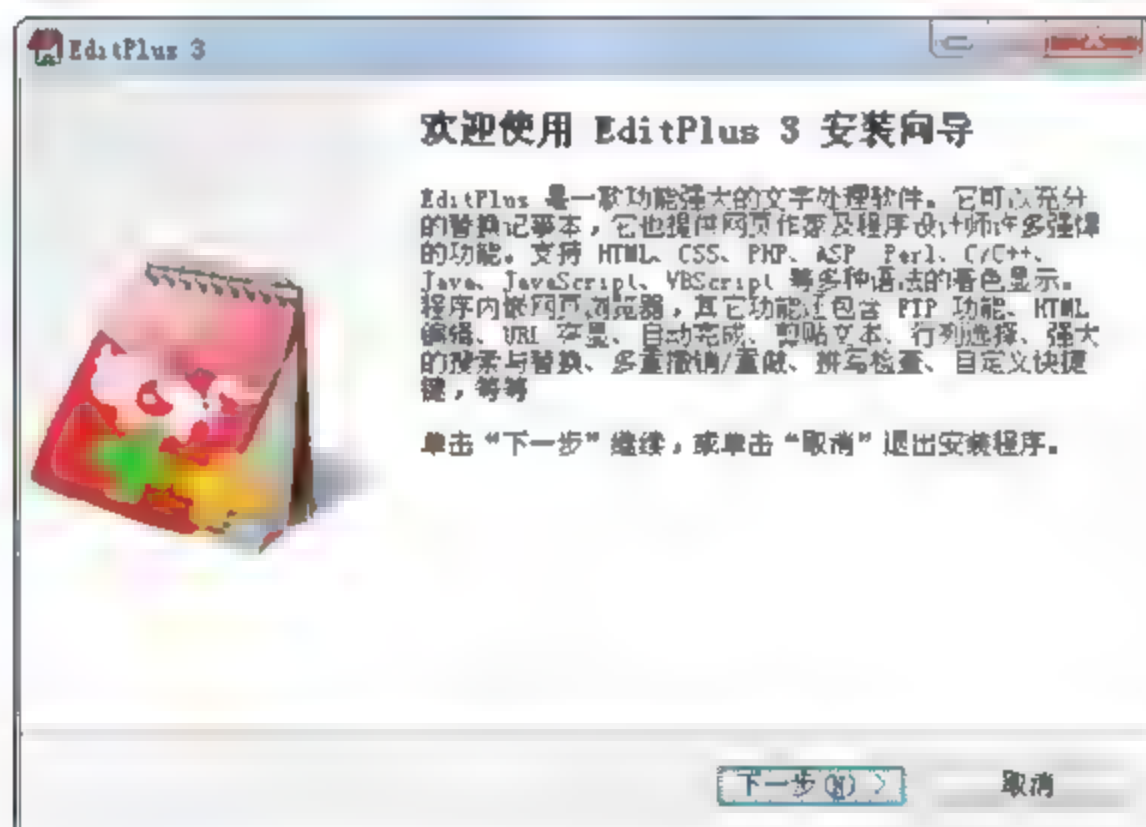 EditPlus 3
欢迎使用 EditPlus 3 安装向导
EditPlus 是一款功能强大的文字处理软件。它可以充分
的替换记事本，它也提供网页作家及程序设计师许多强悍
的功能。支持 HTML、CSS、PHP、ASP、Perl、C/C++、
Java、JavaScript、VBScript 等多种语法的着色显示。
程序内嵌网页浏览器，其它功能还包含 FTP 功能、HTML
编辑、URL 突显、自动完成、剪贴文本、行列选择、强大
的搜索与替换、多重撤销/重做、拼写检查、自定义快捷
键，等等
单击“下一步”继续，或单击“取消”退出安装程序。
下一步(N) >
取消